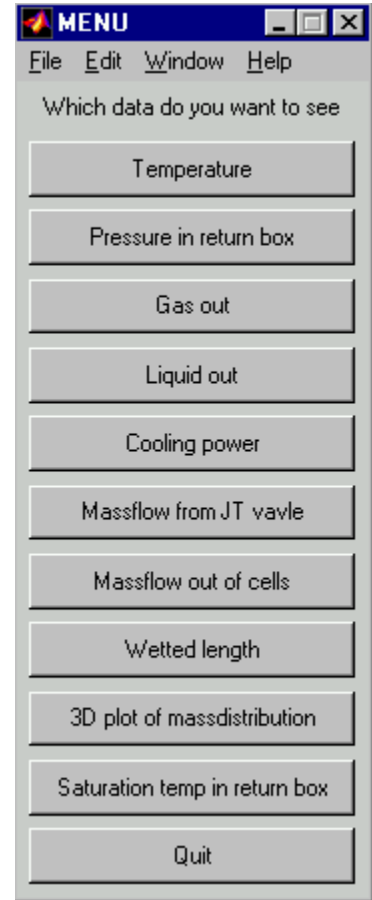 MENU
File Edit Window Help
Which data do you want to see
Temperature
Pressure in return box
Gas out
Liquid out
Cooling power
Massflow from JT vavle
Massflow out of cells
Wetted length
3D plot of massdistribution
Saturation temp in return box
Quit